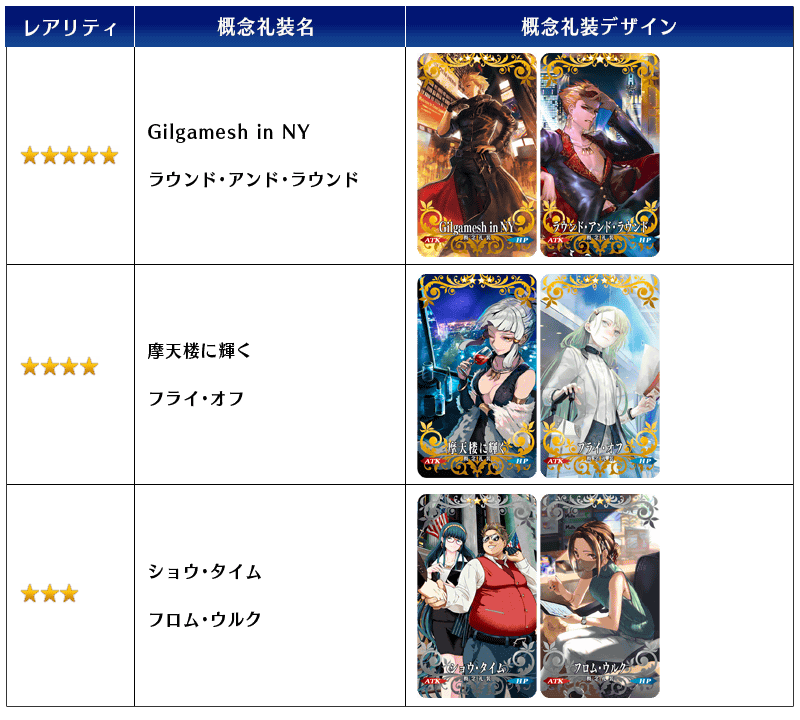 レアリティ
概念礼装名
概念礼装デザイン
Gilgamesh in NY
ラウンド・アンド・ラウンド
Gilgamesh in NY
概念礼装
ATK
HP
ラウンド・アンド・ラウンド
概念礼装
ATK
HP
摩天楼に輝く
フライ・オフ
摩天楼に輝く
概念礼装
ATK
HP
フライ・オフ
概念礼装
ATK
HP
ショウ・タイム
フロム・ウルク
ショウ・タイム
概念礼装
ATK
HP
フロム・ウルク
概念礼装
ATK
HP